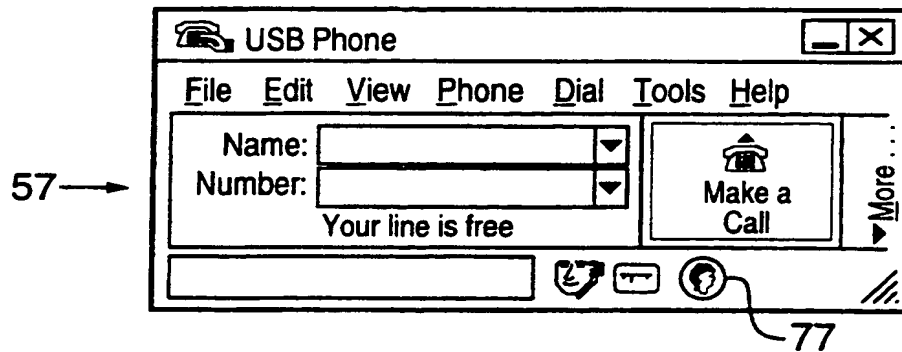 USB Phone
File Edit View Phone Dial Tools Help
Name:
Number:
Your line is free
Make a
Call
More...
57
77